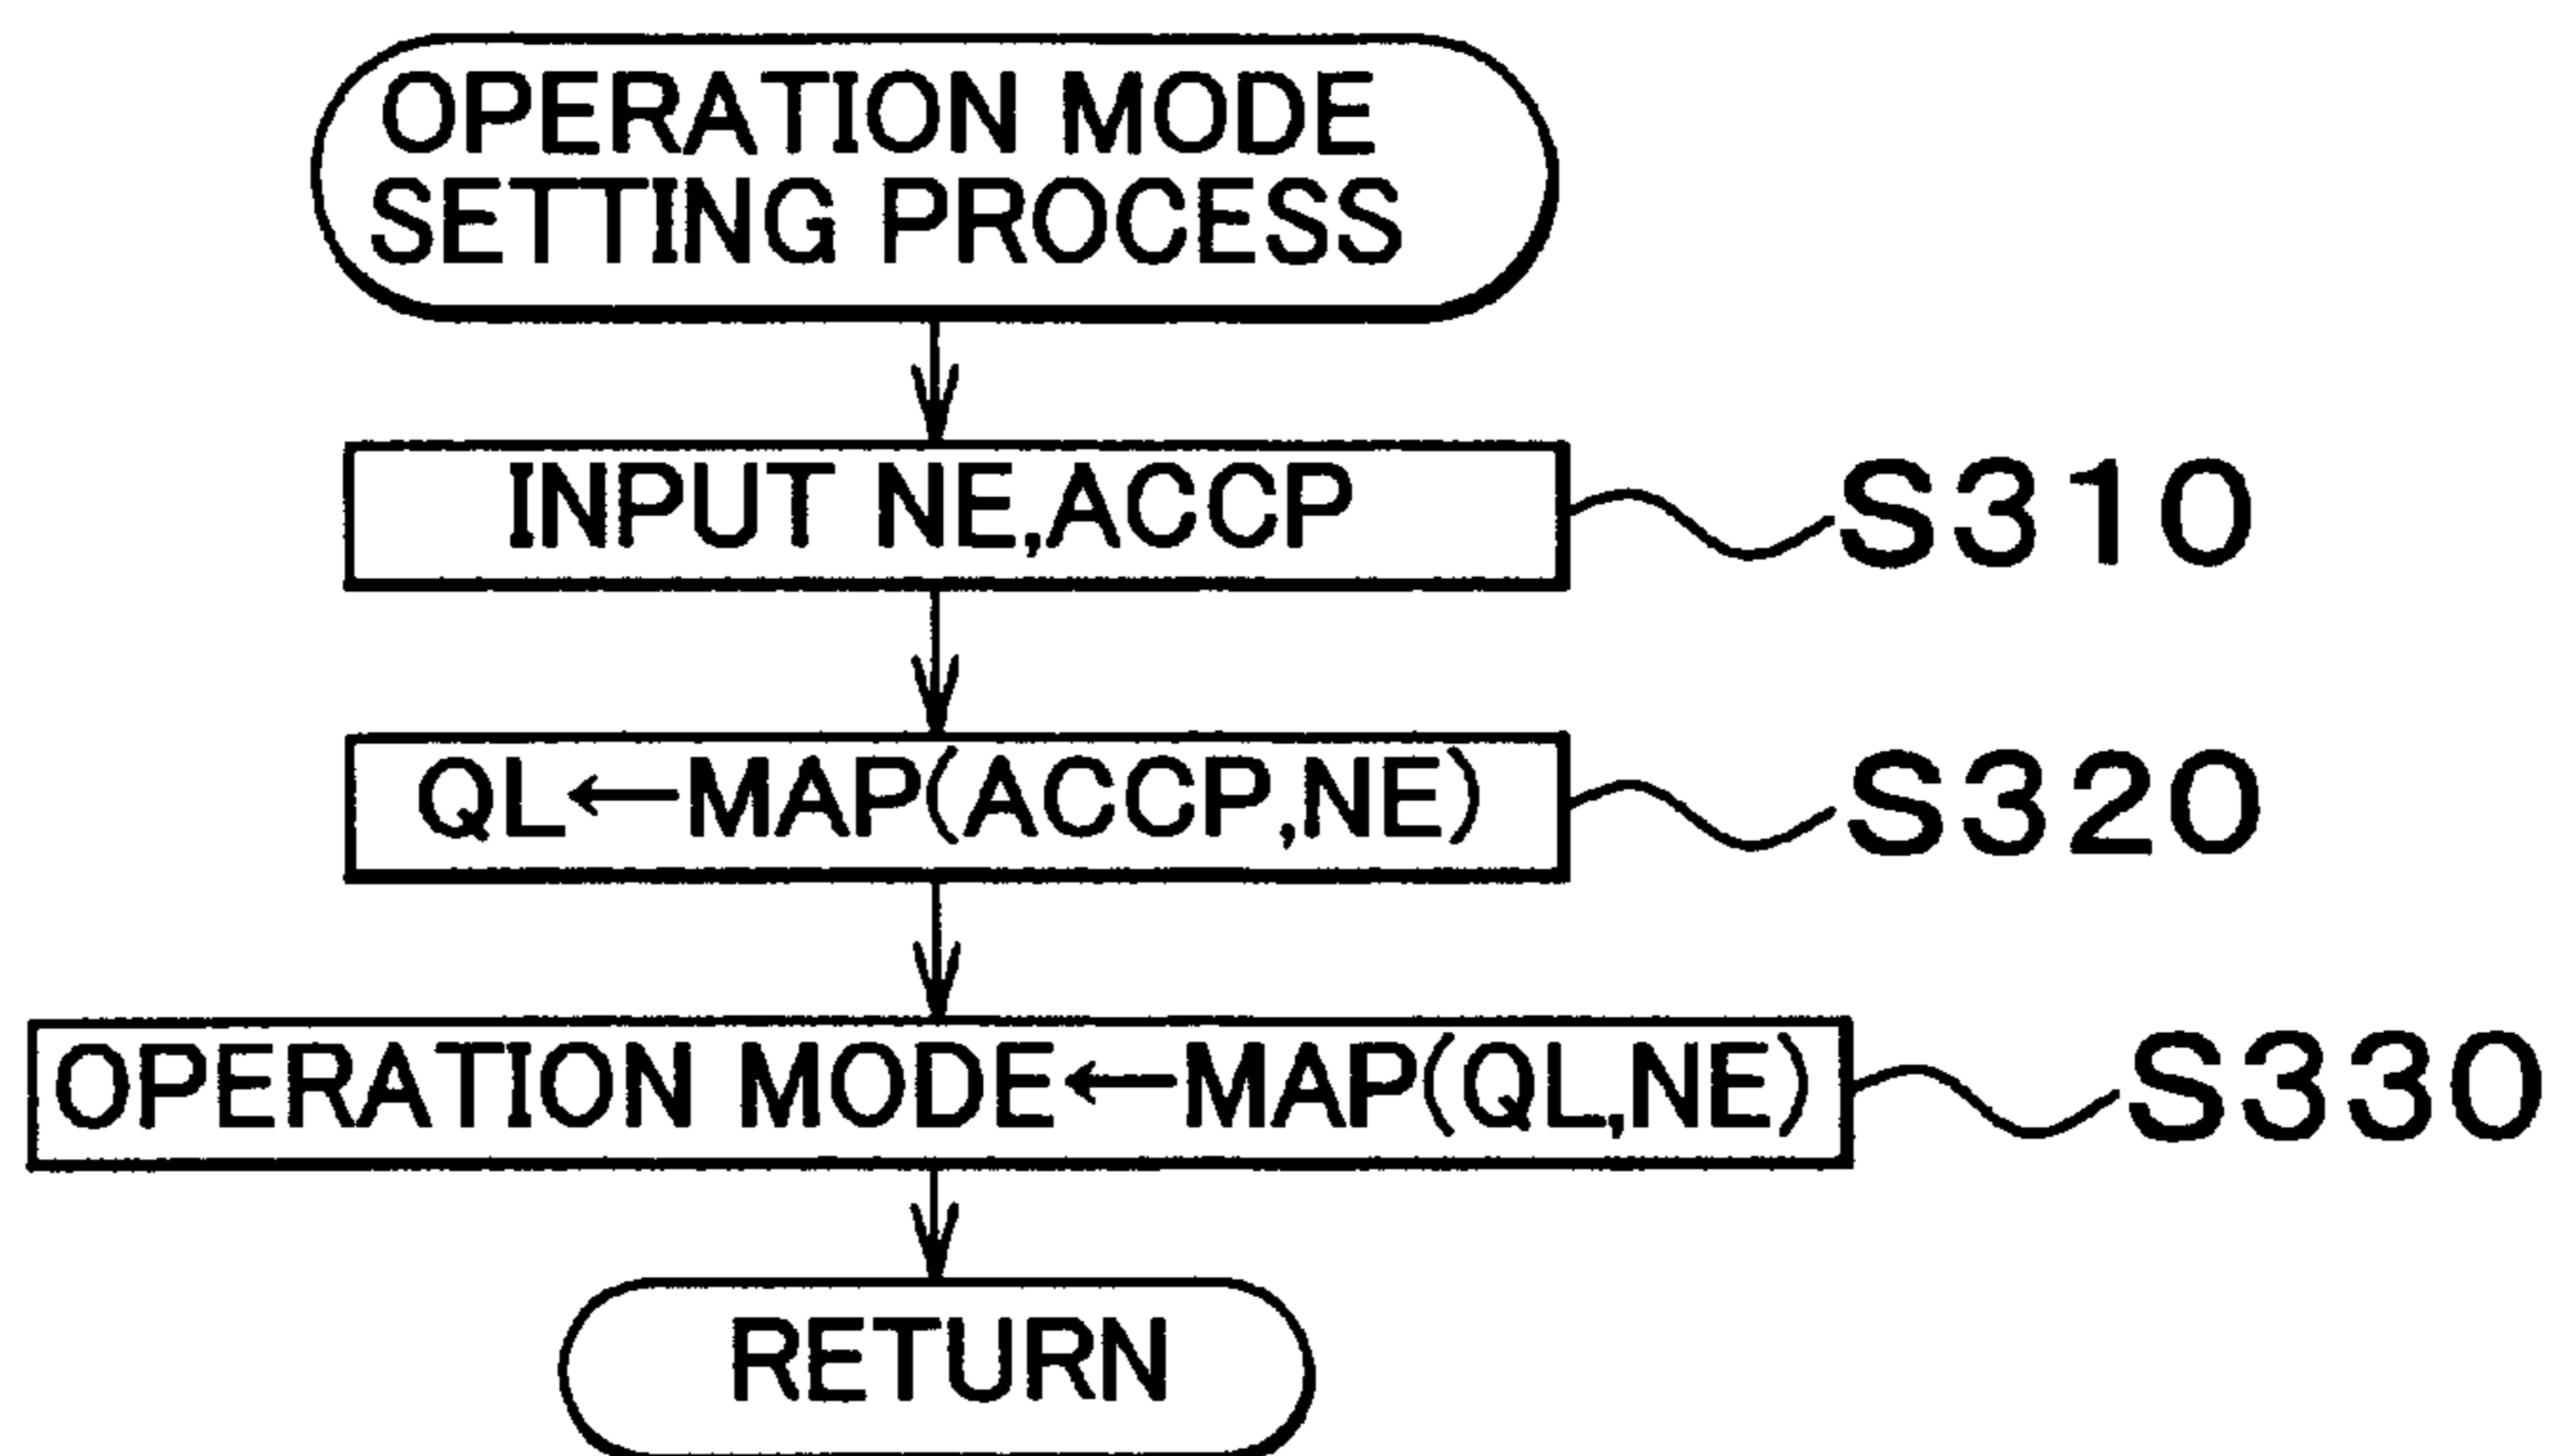 OPERATION MODE
SETTING PROCESS
INPUT NE,ACCP
S310
QL←MAP(ACCP,NE)
S320
OPERATION MODE←MAP(QL,NE)
S330
RETURN